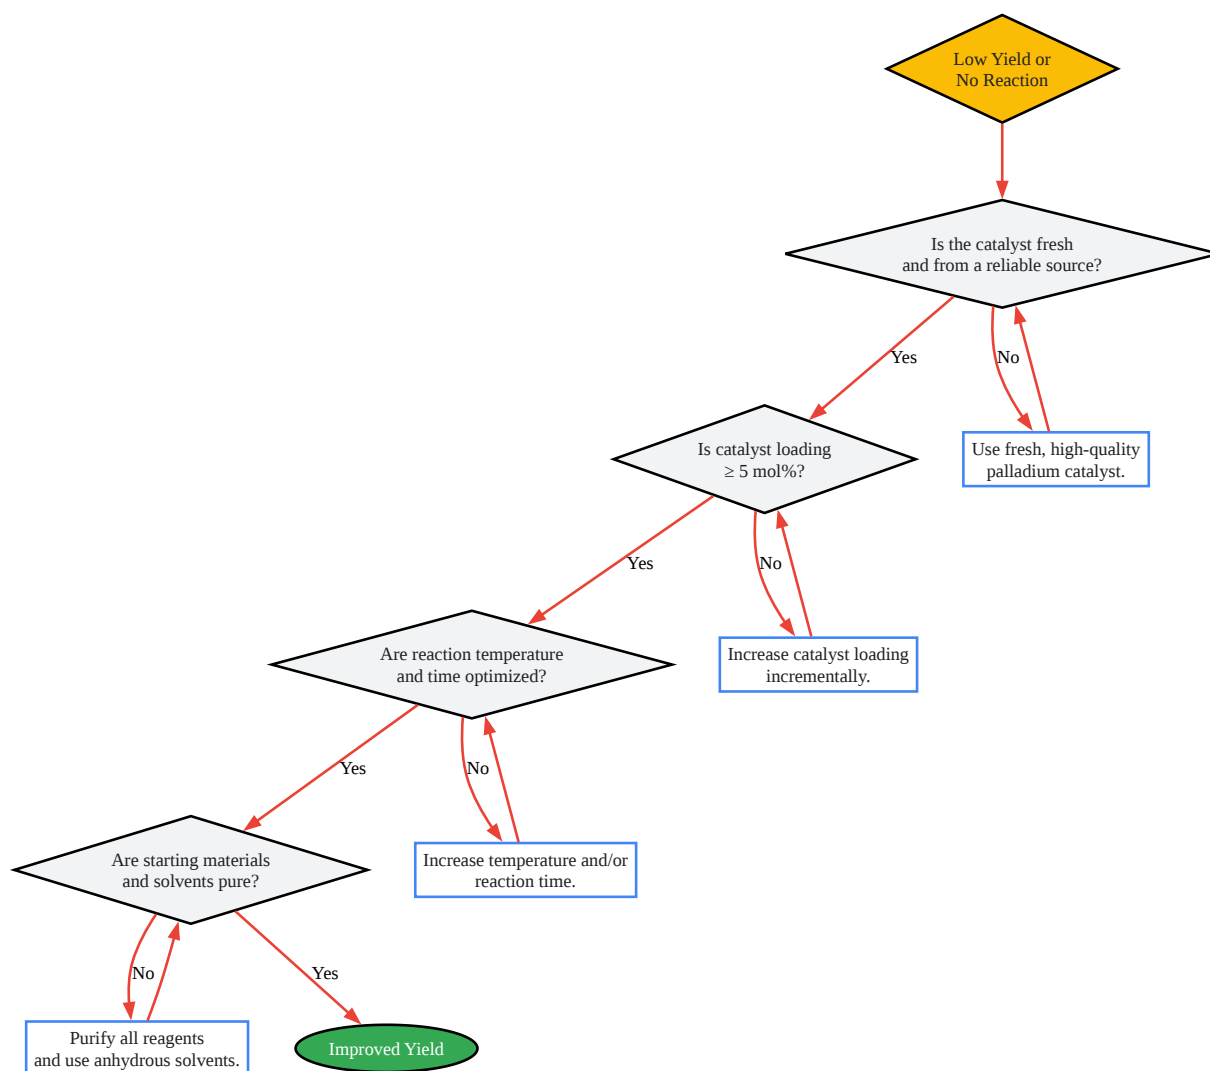 Low Yield or
No Reaction
Is the catalyst fresh
and from a reliable source?
Yes
No
Use fresh, high-quality
palladium catalyst.
Is catalyst loading
≥ 5 mol%?
Yes
No
Increase catalyst loading
incrementally.
Are reaction temperature
and time optimized?
Yes
No
Increase temperature and/or
reaction time.
Are starting materials
and solvents pure?
No
Yes
Purify all reagents
and use anhydrous solvents.
Improved Yield